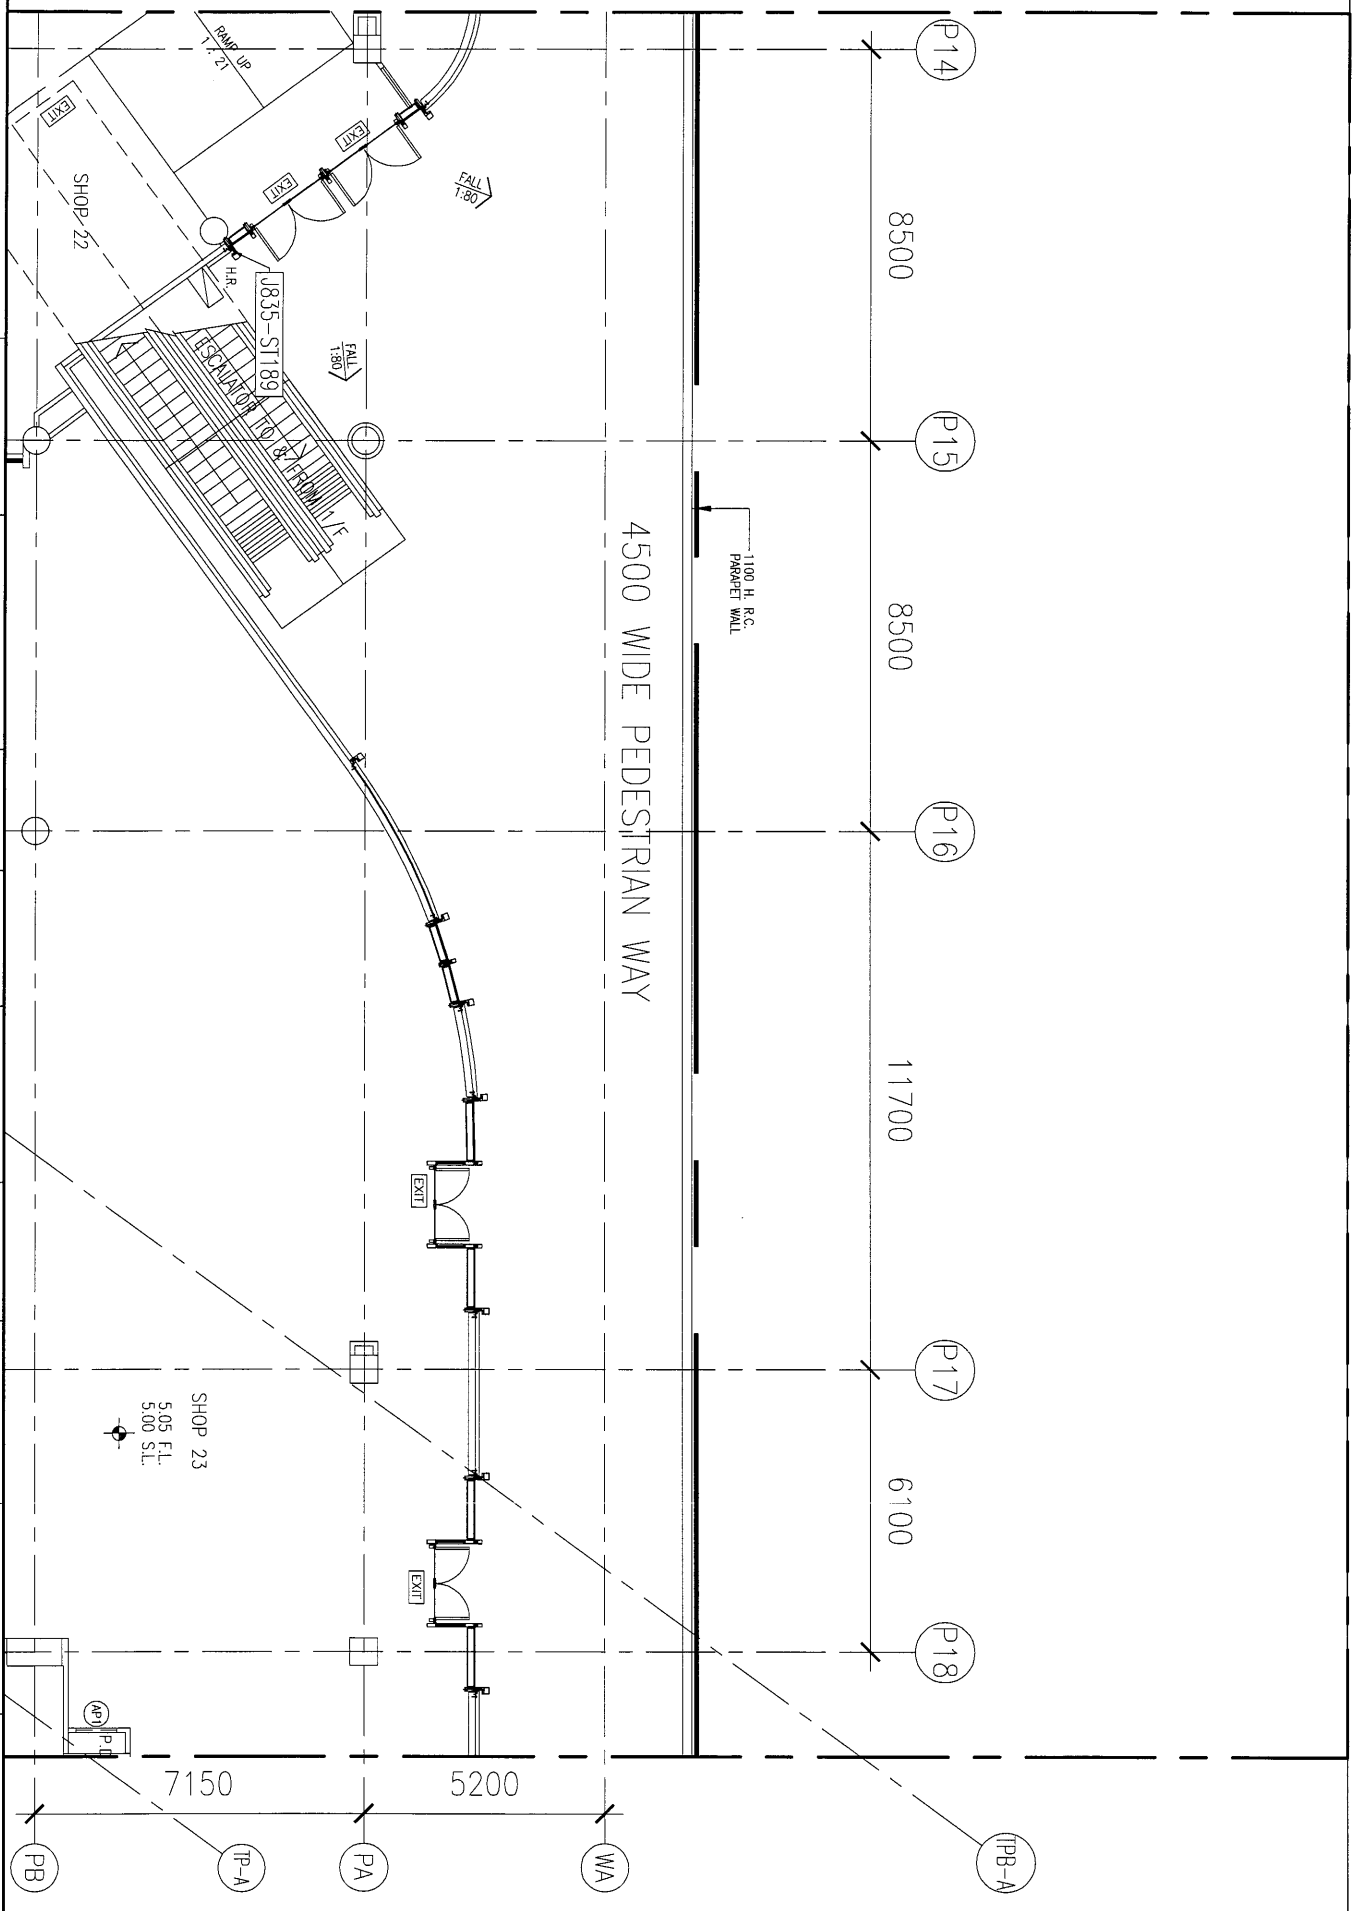 P14
P15
P16
P17
P18
8500
8500
11700
6100
1100 H. R.C.
PARAPET WALL
4500 WIDE PEDESTRIAN WAY
RAMP UP
1 : 21
EXIT
EXIT
EXIT
FALL
1:80
FALL
1:80
SHOP 22
H.R.
J835-ST189
ESCALATOR TO & FROM 1/F
EXIT
EXIT
SHOP 23
5.05 F.L.
5.00 S.L.
AP1
P.D
7150
5200
PB
TP-A
PA
WA
TPB-A